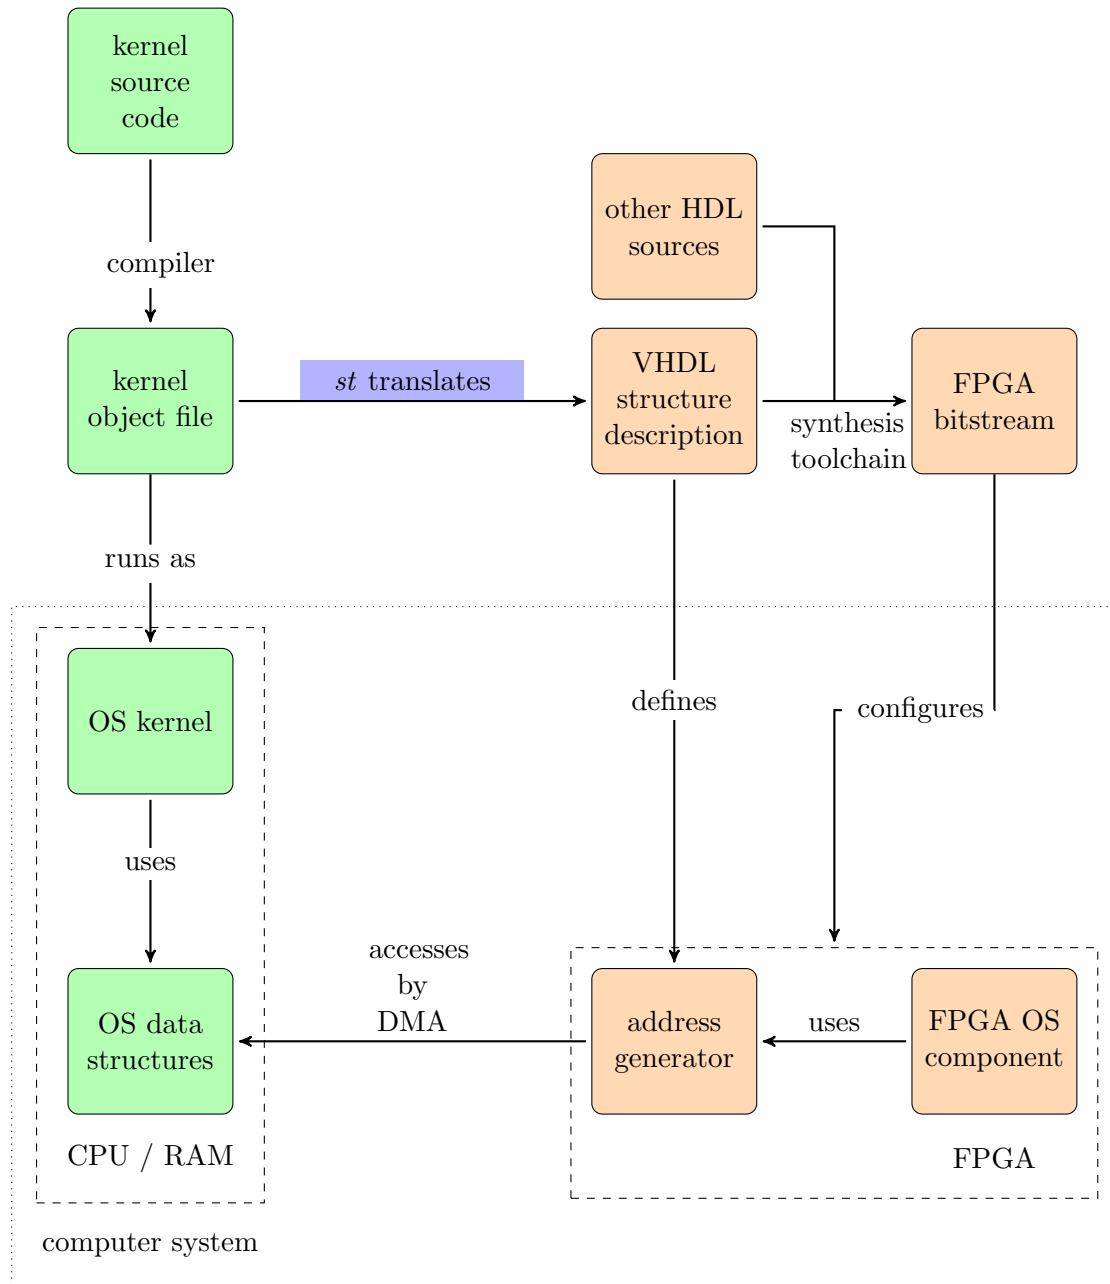 kernel
source
code
compiler
other HDL
sources
kernel
object file
st translates
VHDL
structure
description
synthesis
toolchain
FPGA
bitstream
runs as
OS kernel
defines
configures
uses
accesses
by
DMA
OS data
structures
address
generator
uses
FPGA OS
component
CPU / RAM
FPGA
computer system